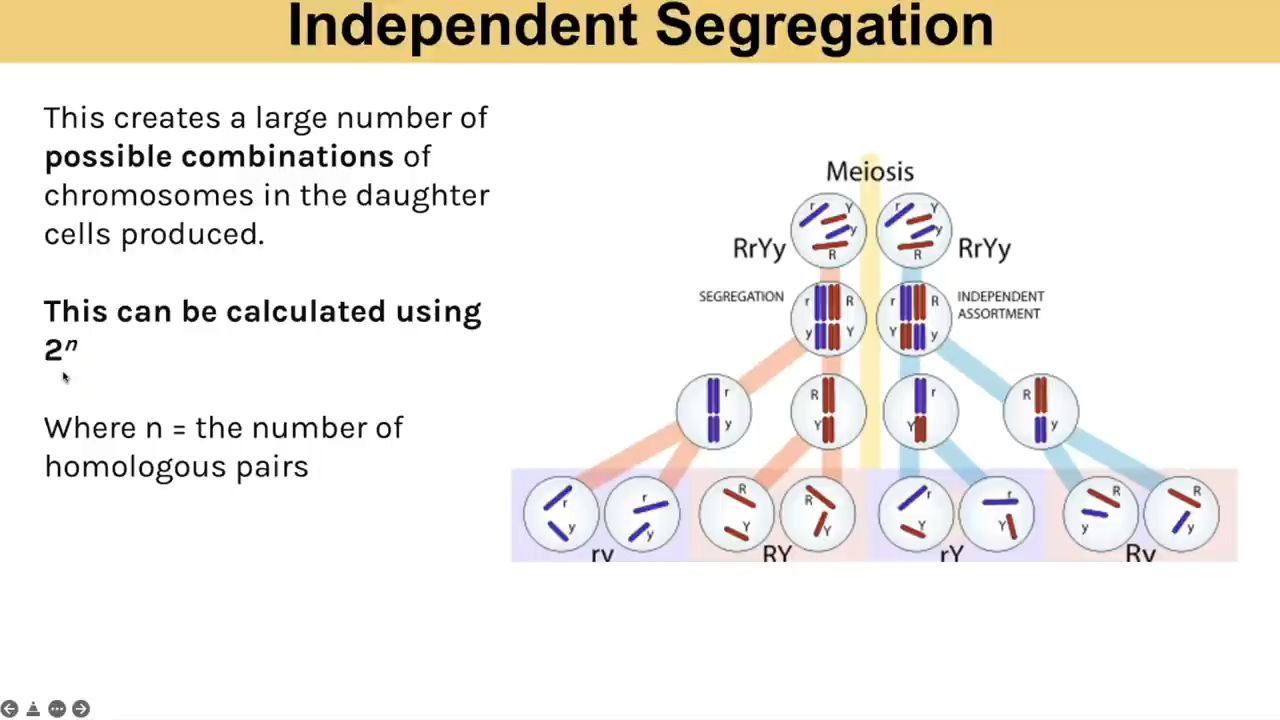 Independent Segregation
This creates a large number of
possible combinations of
chromosomes in the daughter
cells produced.
This can be calculated using
2ⁿ
Where n = the number of
homologous pairs
Meiosis
r Y y R
r Y y R
RrYy
RrYy
SEGREGATION
r R
y Y
r R
Y y
INDEPENDENT
ASSORTMENT
r
y
R
Y
r
Y
R
y
r y
r y
R Y
R Y
r Y
r Y
R y
R y
ry
RY
rY
Ry